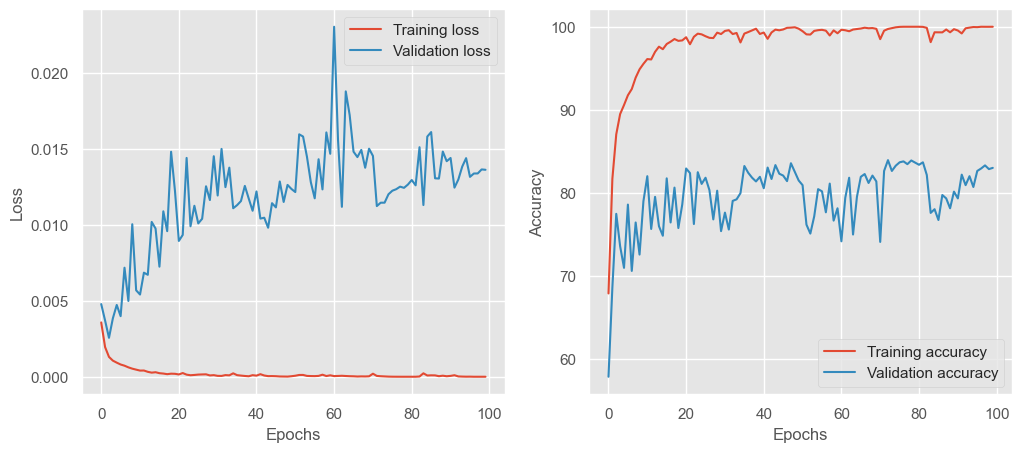 Training loss
Validation loss
0.020
0.015
0.010
0.005
0.000
Loss
0 20 40 60 80 100
Epochs
100
90
80
70
60
Accuracy
Training accuracy
Validation accuracy
0 20 40 60 80 100
Epochs